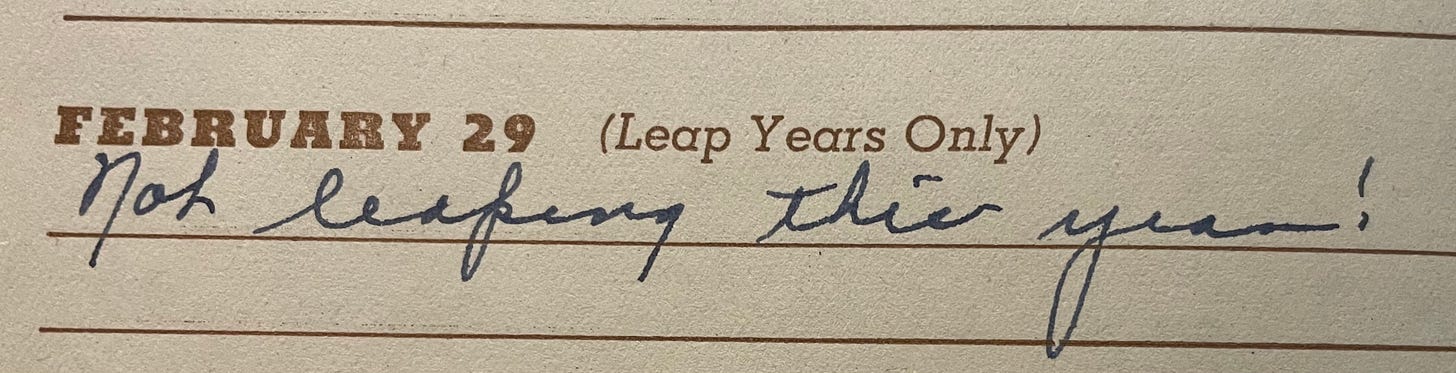 FEBRUARY 29 (Leap Years Only)
Not leaping this year!